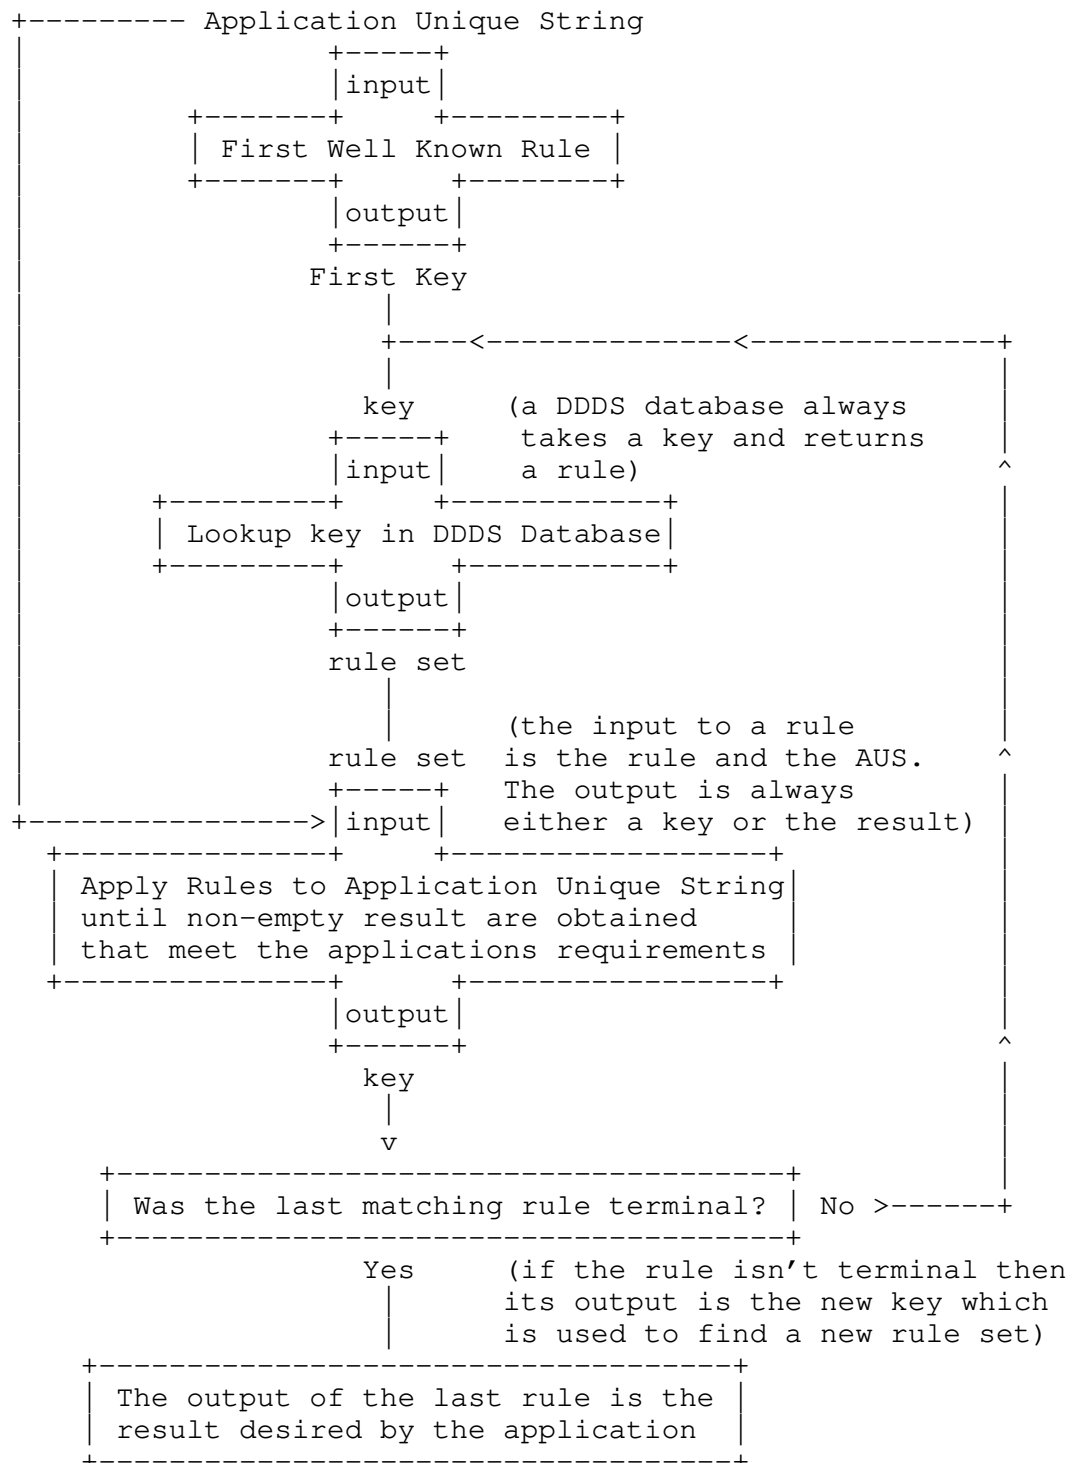 Application Unique String
input
First Well Known Rule
output
First Key
key (a DDDS database always
takes a key and returns
input a rule)
Lookup key in DDDS Database
output
rule set
(the input to a rule
rule set is the rule and the AUS.
The output is always
input either a key or the result)
Apply Rules to Application Unique String
until non-empty result are obtained
that meet the applications requirements
output
key
v
Was the last matching rule terminal? No >
Yes (if the rule isn't terminal then
its output is the new key which
is used to find a new rule set)
The output of the last rule is the
result desired by the application